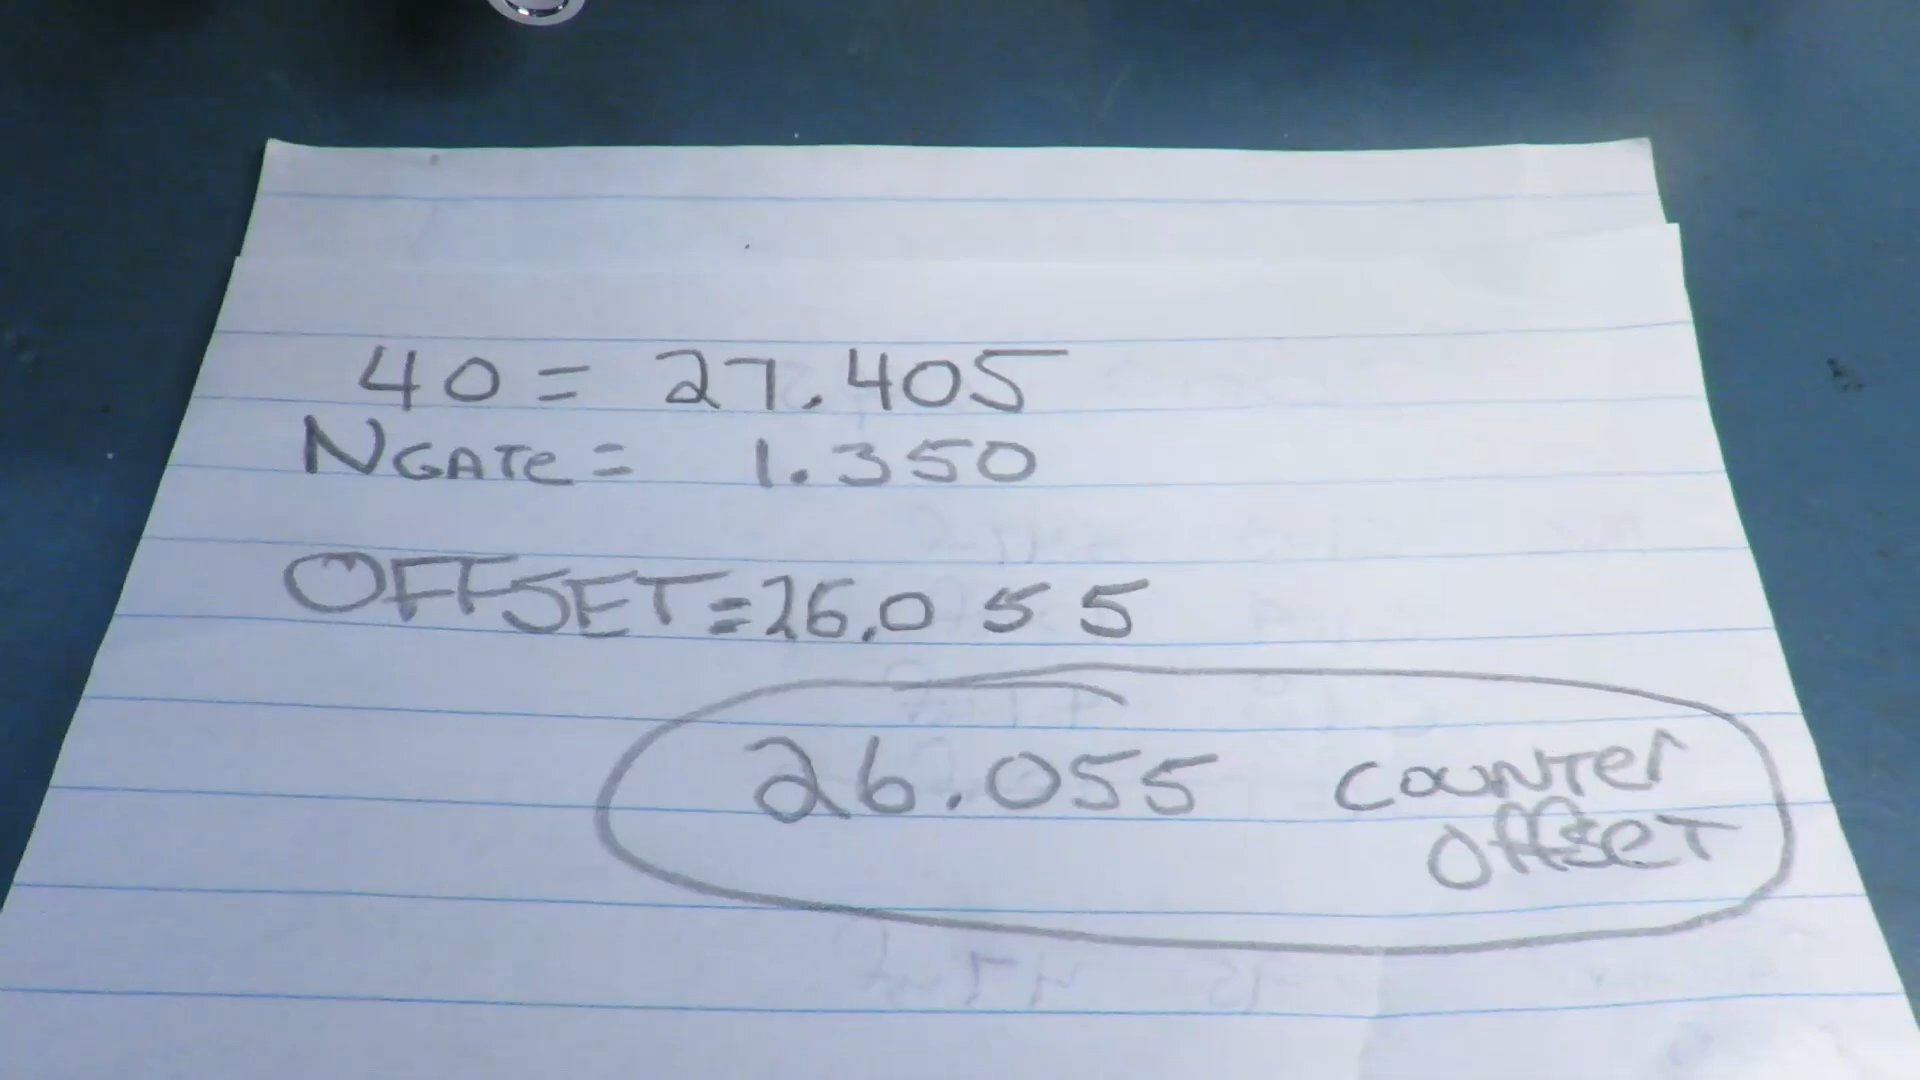 40 = 27.405
NGATe = 1.350
OFFSET = 26.055
26.055 counter
offset